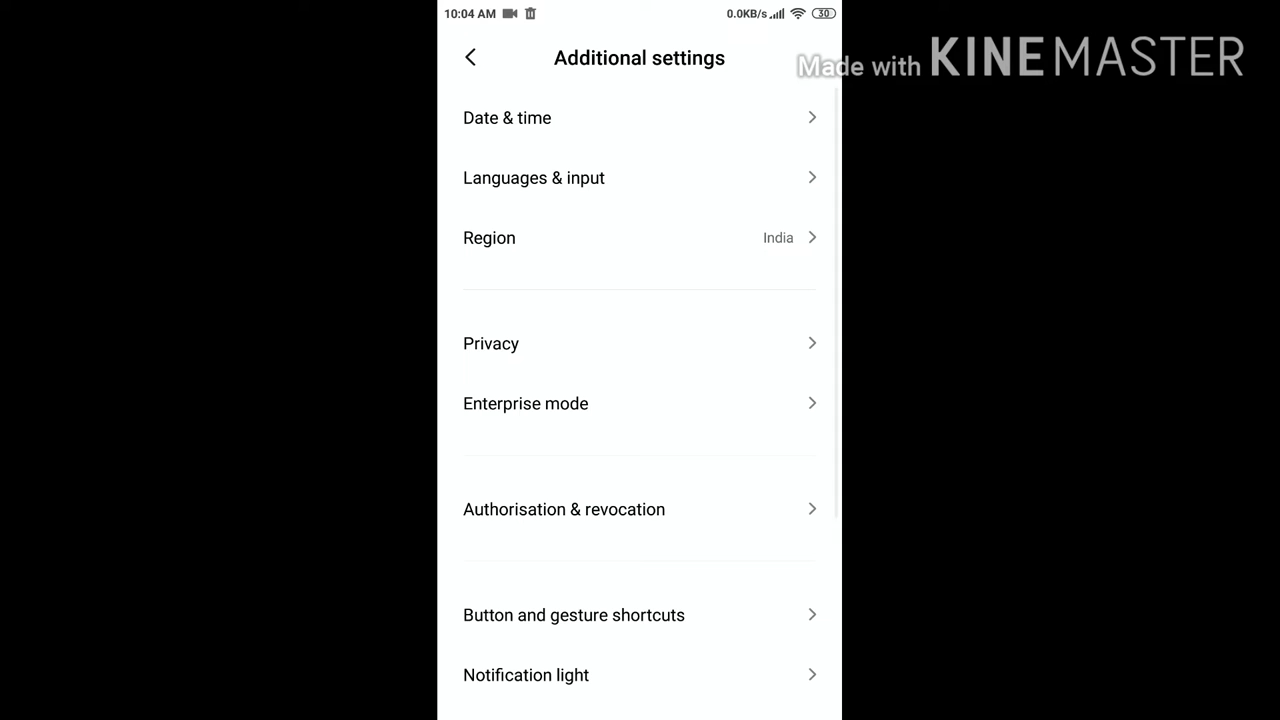 10:04 AM 0.0KB/s 30
Additional settings
Made with KINEMASTER
Date & time
Languages & input
Region India
Privacy
Enterprise mode
Authorisation & revocation
Button and gesture shortcuts
Notification light